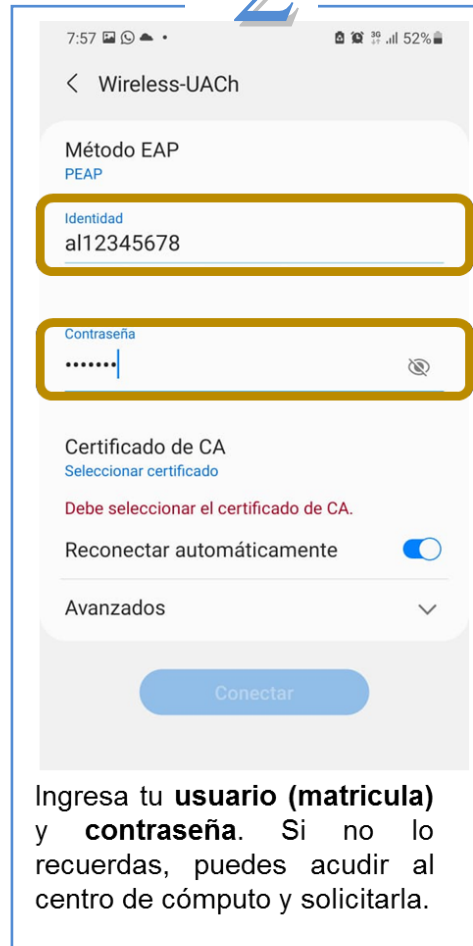 2
7:57
3G 52%
Wireless-UACh
Método EAP
PEAP
Identidad
al12345678
Contraseña
•••••••
Certificado de CA
Seleccionar certificado
Debe seleccionar el certificado de CA.
Reconectar automáticamente
Avanzados
Conectar
Ingresa tu usuario (matricula)
y contraseña. Si no lo
recuerdas, puedes acudir al
centro de cómputo y solicitarla.